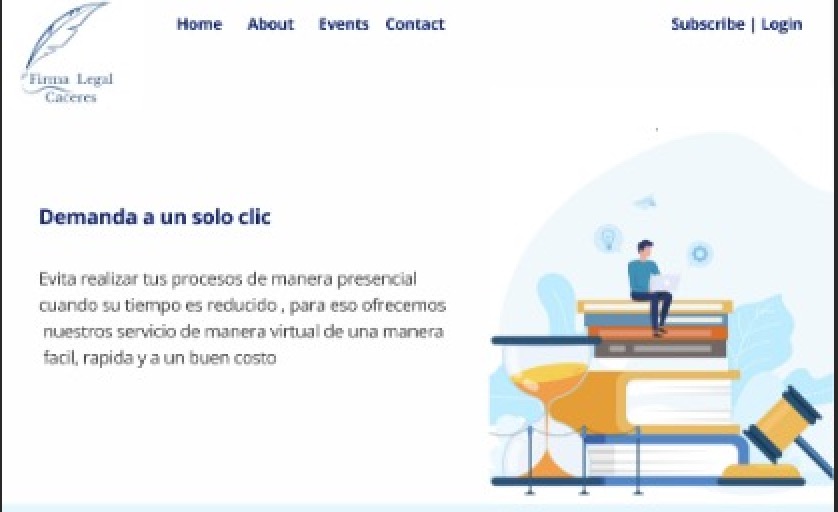 Firma Legal
Caceres
Home About Events Contact
Subscribe | Login
Demanda a un solo clic
Evita realizar tus procesos de manera presencial
cuando su tiempo es reducido , para eso ofrecemos
nuestros servicio de manera virtual de una manera
facil, rapida y a un buen costo